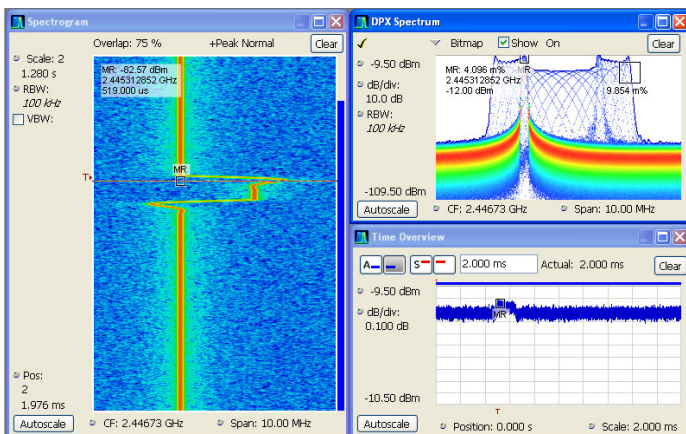 Spectrogram
Overlap: 75 %
+Peak Normal
Clear
Scale: 2
1.280 s
RBW:
100 kHz
VBW:
MR: -82.57 dBm
2.445312852 GHz
519.000 us
MR
T
Pos:
2
1.976 ms
Autoscale
CF: 2.44673 GHz
Span: 10.00 MHz
DPX Spectrum
Bitmap
Show
On
Clear
-9.50 dBm
dB/div:
10.0 dB
RBW:
100 kHz
-109.50 dBm
MR: 4.096 m%
2.445312852 GHz
-12.00 dBm
MR
9.854 m%
Autoscale
CF: 2.44673 GHz
Span: 10.00 MHz
Time Overview
A
S
2.000 ms
Actual: 2.000 ms
Clear
-9.50 dBm
dB/div:
0.100 dB
MR
-10.50 dBm
T
Autoscale
Position: 0.000 s
Scale: 2.000 ms